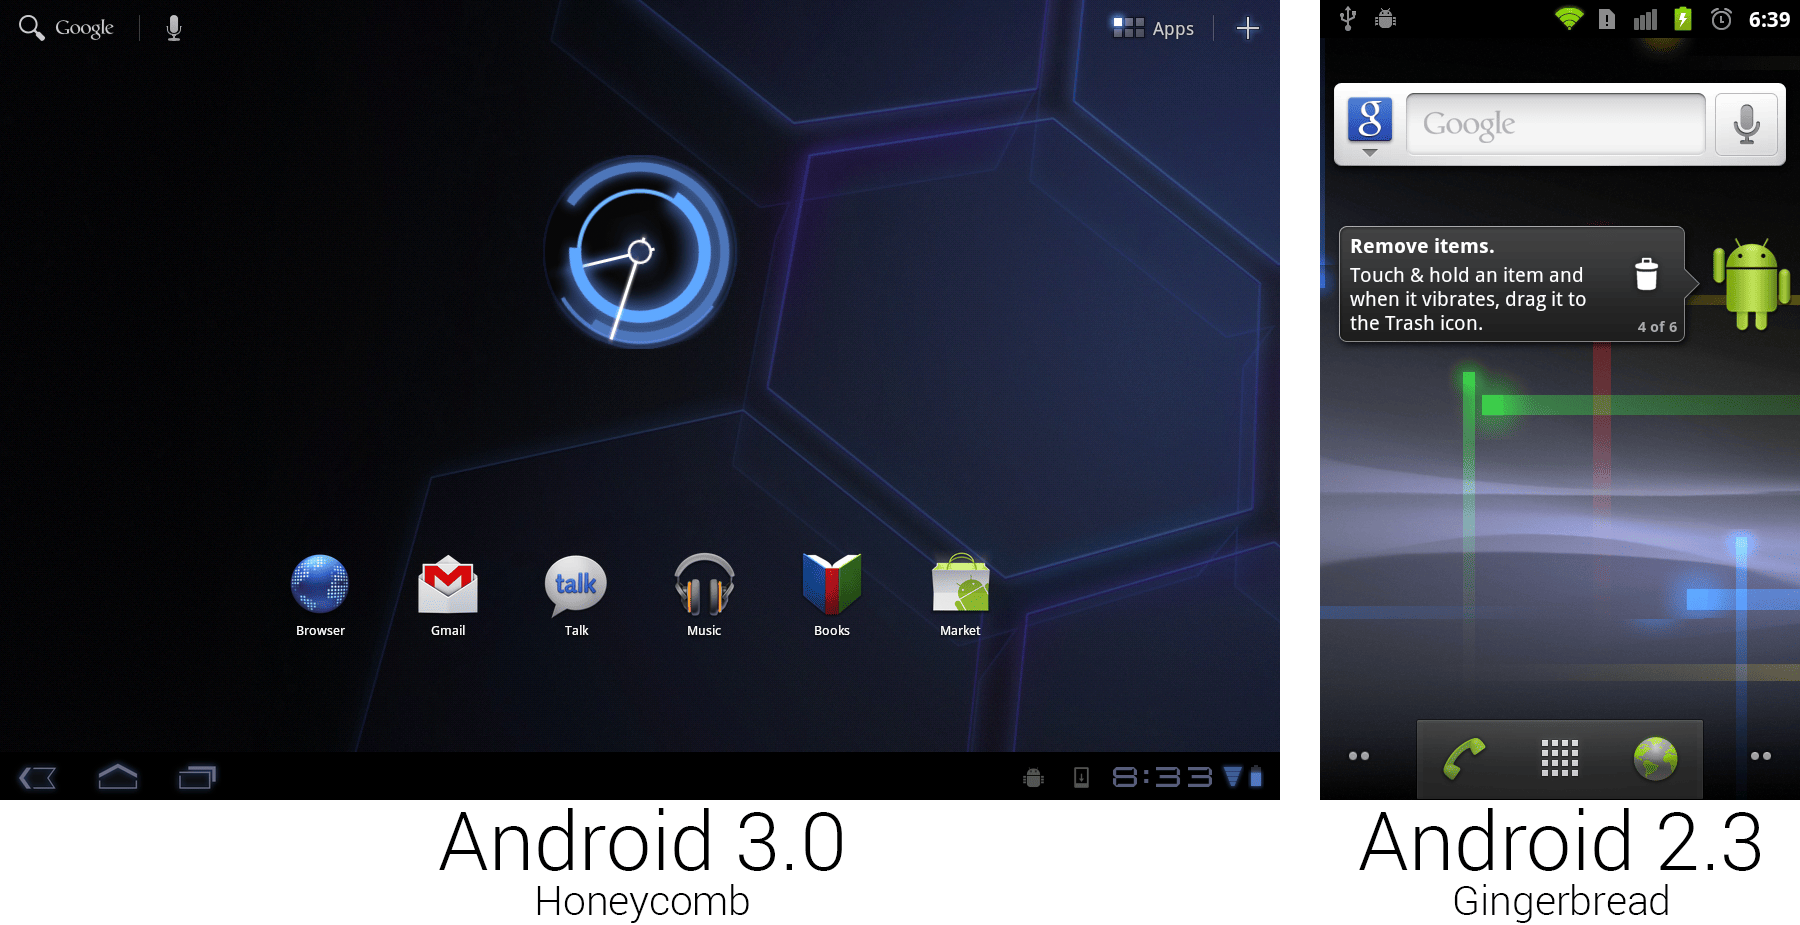 Google
Apps
Browser
Gmail
talk
Talk
Music
Books
Market
8:33
Android 3.0
Honeycomb
6:39
g
Google
Remove items.
Touch & hold an item and
when it vibrates, drag it to
the Trash icon.
4 of 6
Android 2.3
Gingerbread